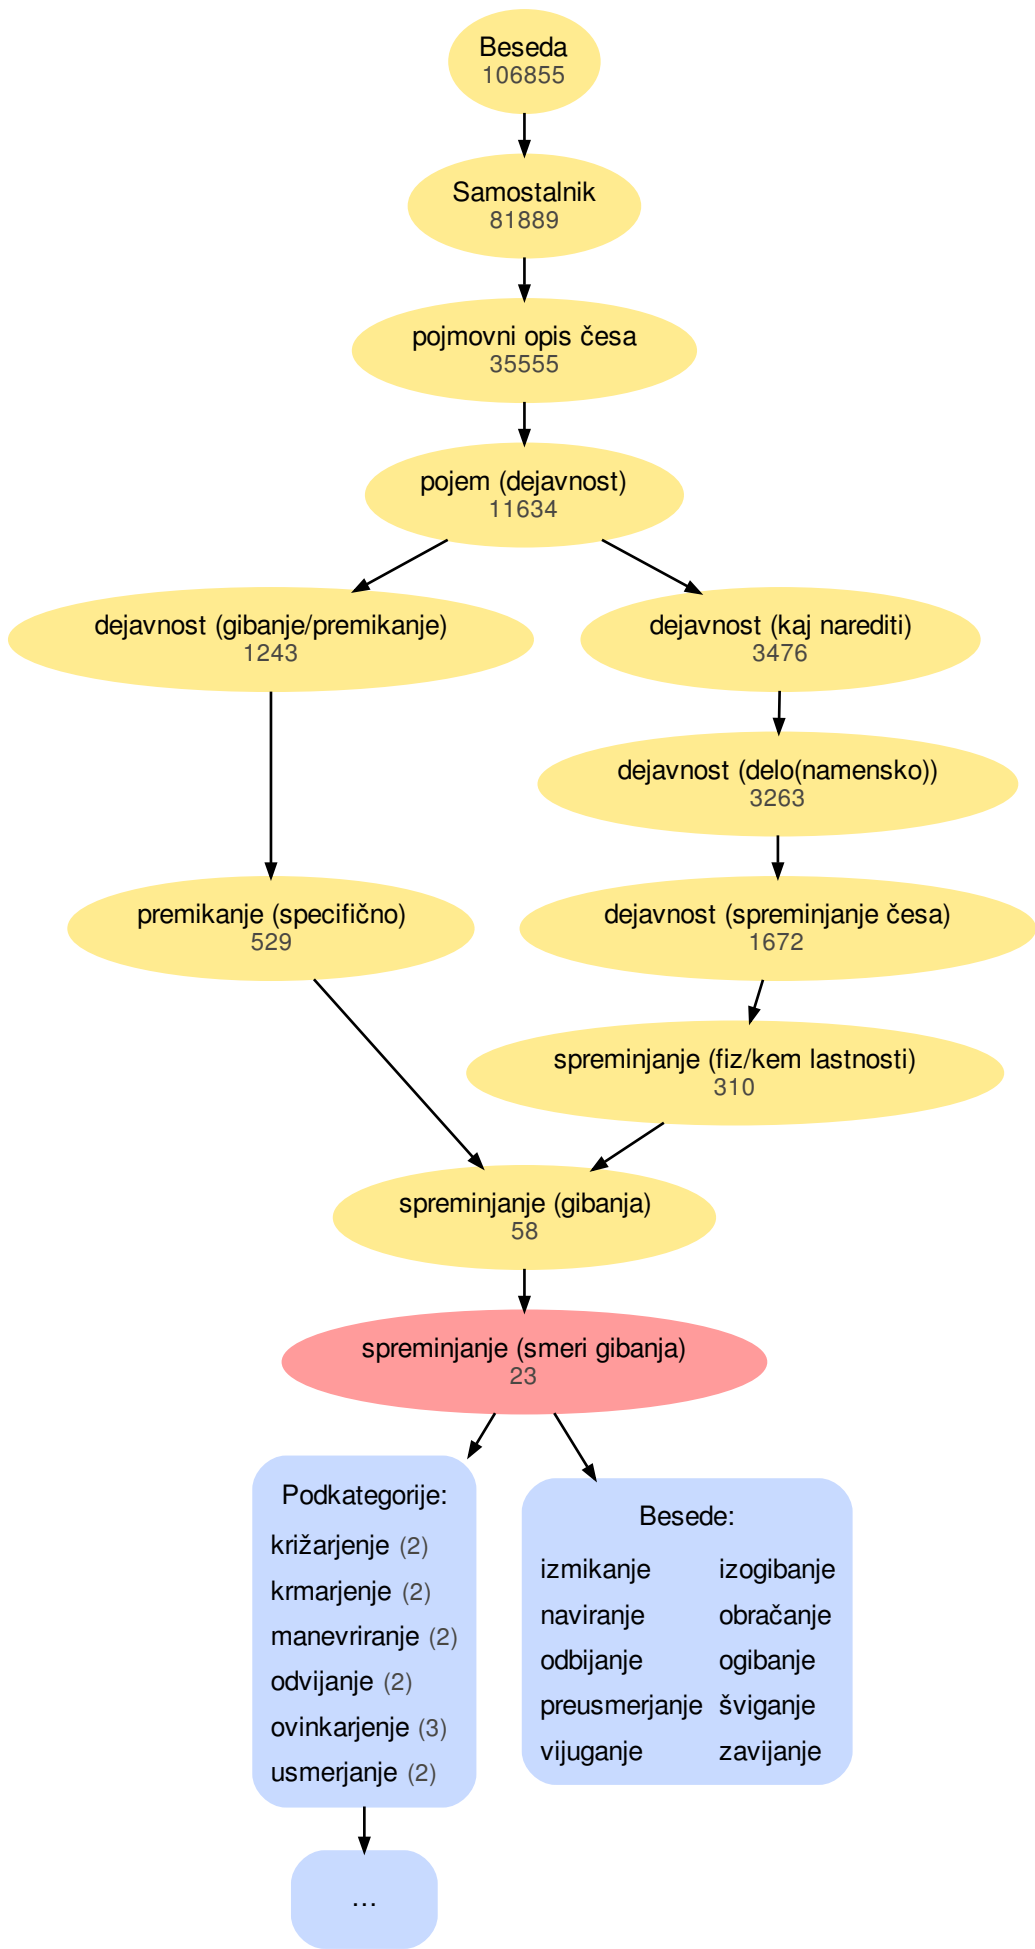 Beseda
106855
Samostalnik
81889
pojmovni opis česa
35555
pojem (dejavnost)
11634
dejavnost (gibanje/premikanje)
1243
dejavnost (kaj narediti)
3476
dejavnost (delo(namensko))
3263
premikanje (specifično)
529
dejavnost (spreminjanje česa)
1672
spreminjanje (fiz/kem lastnosti)
310
spreminjanje (gibanja)
58
spreminjanje (smeri gibanja)
23
Podkategorije:
križarjenje (2)
krmarjenje (2)
manevriranje (2)
odvijanje (2)
ovinkarjenje (3)
usmerjanje (2)
Besede:
izmikanje izogibanje
naviranje obračanje
odbijanje ogibanje
preusmerjanje šviganje
vijuganje zavijanje
...